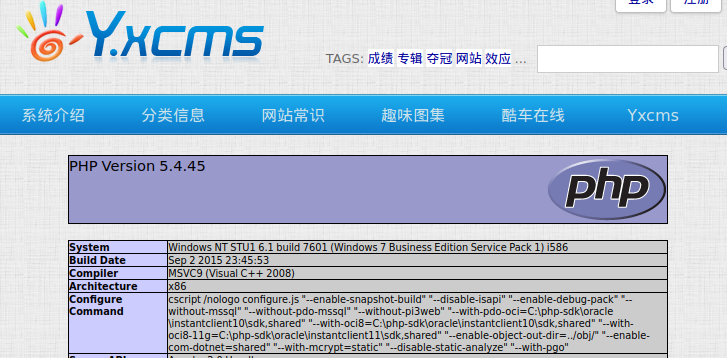 登录 注册
Y.xcms
TAGS: 成绩 专辑 夺冠 网站 效应 ...
系统介绍 分类信息 网站常识 趣味图集 酷车在线 Yxcms
PHP Version 5.4.45
php
System Windows NT STU1 6.1 build 7601 (Windows 7 Business Edition Service Pack 1) i586
Build Date Sep 2 2015 23:45:53
Compiler MSVC9 (Visual C++ 2008)
Architecture x86
Configure Command cscript /nologo configure.js "--enable-snapshot-build" "--disable-isapi" "--enable-debug-pack" "--
without-mssql" "--without-pdo-mssql" "--without-pi3web" "--with-pdo-oci=C:\php-sdk\oracle
\instantclient10\sdk,shared" "--with-oci8=C:\php-sdk\oracle\instantclient10\sdk,shared" "--with-
oci8-11g=C:\php-sdk\oracle\instantclient11\sdk,shared" "--enable-object-out-dir=../obj/" "--enable-
com-dotnet=shared" "--with-mcrypt=static" "--disable-static-analyze" "--with-pgo"